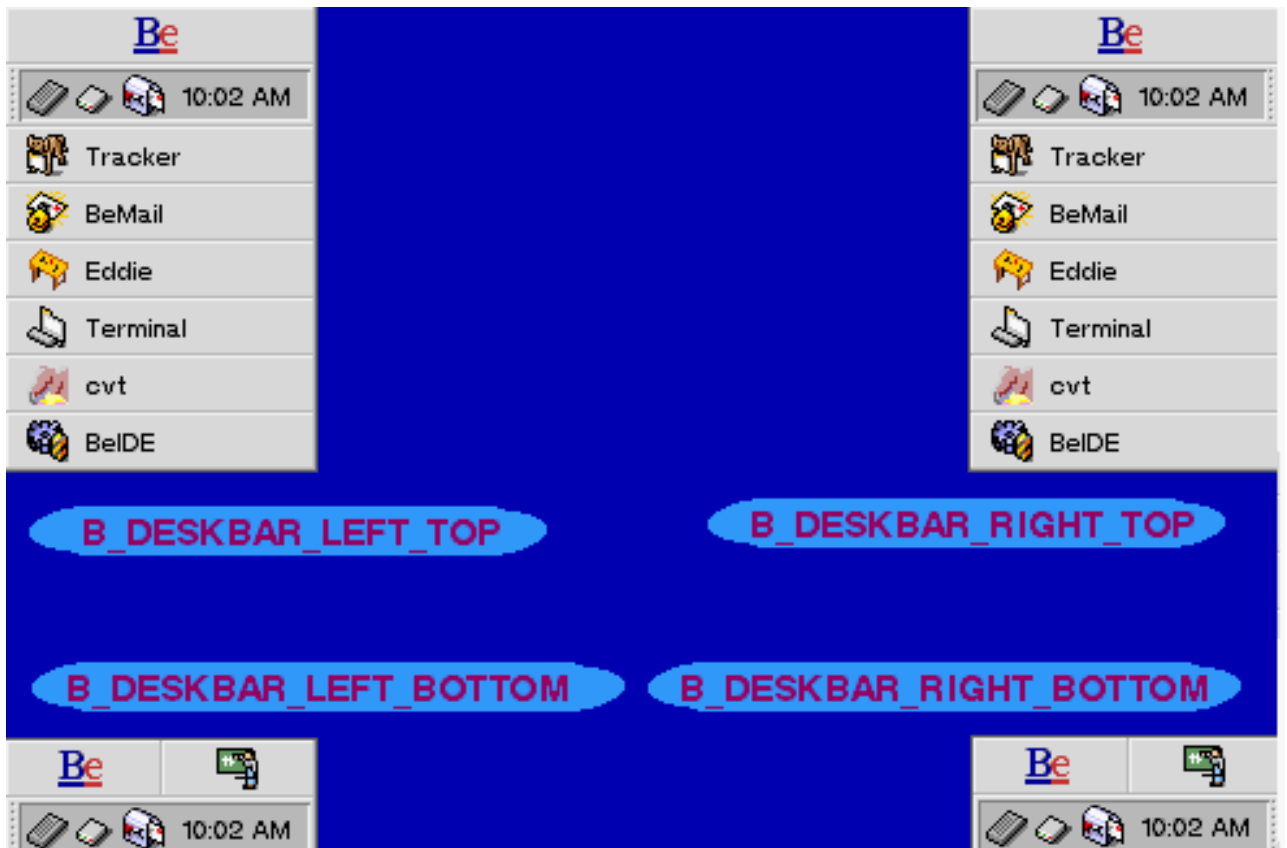 Be
10:02 AM
Tracker
BeMail
Eddie
Terminal
cvt
BeIDE
Be
10:02 AM
Tracker
BeMail
Eddie
Terminal
cvt
BeIDE
B_DESKBAR_LEFT_TOP
B_DESKBAR_RIGHT_TOP
B_DESKBAR_LEFT_BOTTOM
B_DESKBAR_RIGHT_BOTTOM
Be
10:02 AM
Be
10:02 AM